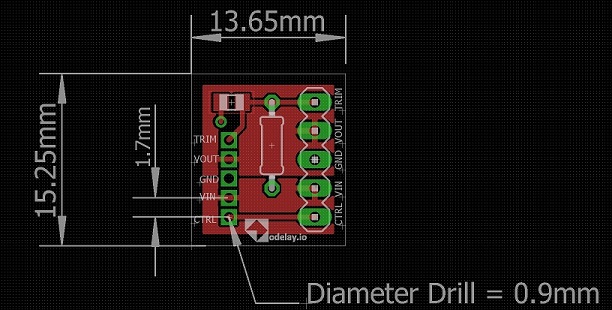 13.65mm
15.25mm
1.7mm
TRIM
VOUT
GND
VIN
CTRL
TRIM
VOUT
GND
VIN
CTRL
odelay.io
Diameter Drill = 0.9mm